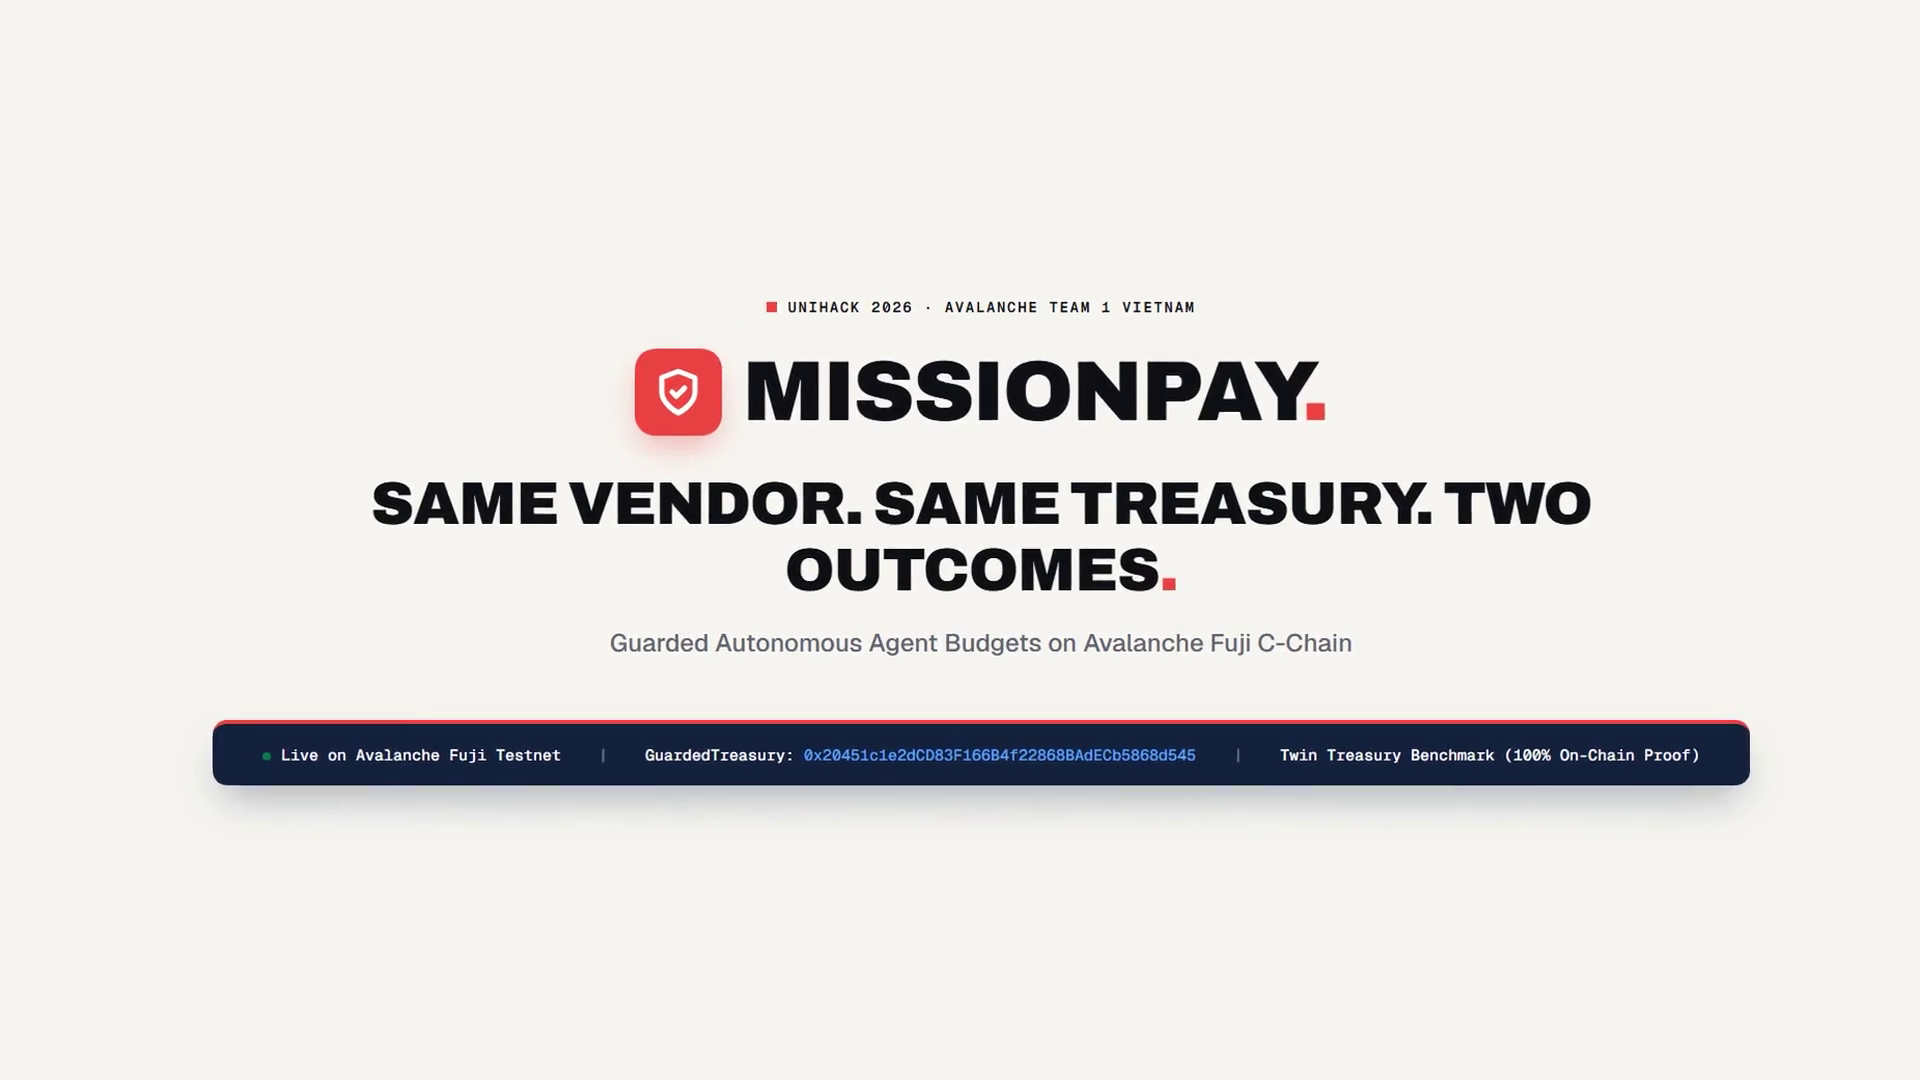 UNIHACK 2026 · AVALANCHE TEAM 1 VIETNAM
MISSIONPAY.
SAME VENDOR. SAME TREASURY. TWO
OUTCOMES.
Guarded Autonomous Agent Budgets on Avalanche Fuji C-Chain
Live on Avalanche Fuji Testnet | GuardedTreasury: 0x20451c1e2dCD83F166B4f22868BAdECb5868d545 | Twin Treasury Benchmark (100% On-Chain Proof)